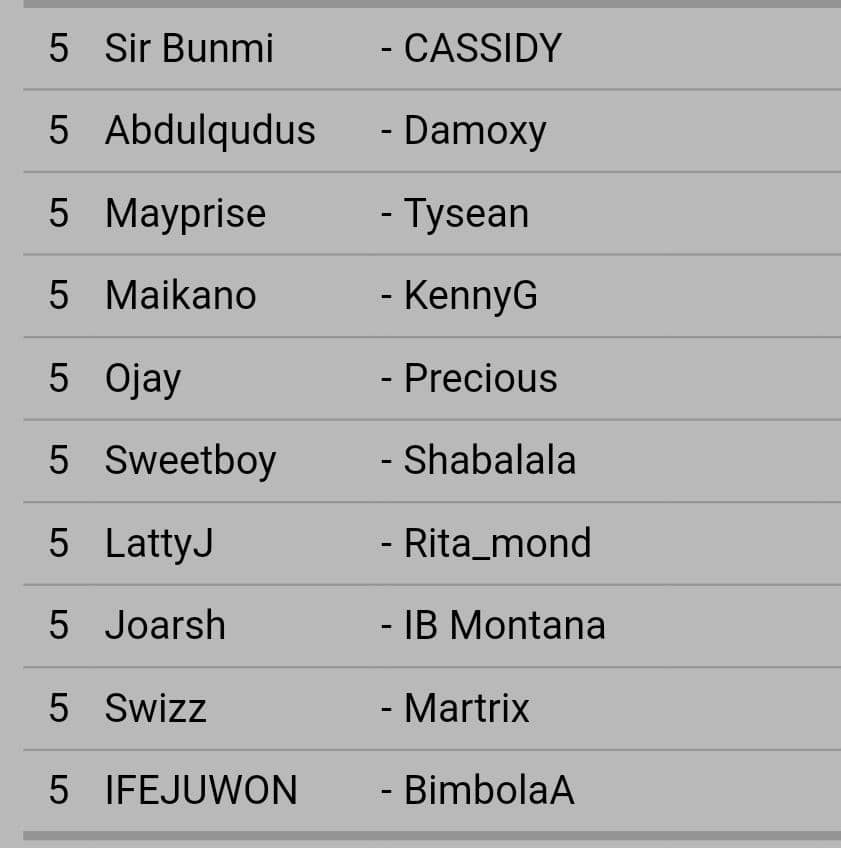 5 Sir Bunmi - CASSIDY
5 Abdulqudus - Damoxy
5 Mayprise - Tysean
5 Maikano - KennyG
5 Ojay - Precious
5 Sweetboy - Shabalala
5 LattyJ - Rita_mond
5 Joarsh - IB Montana
5 Swizz - Martrix
5 IFEJUWON - BimbolaA